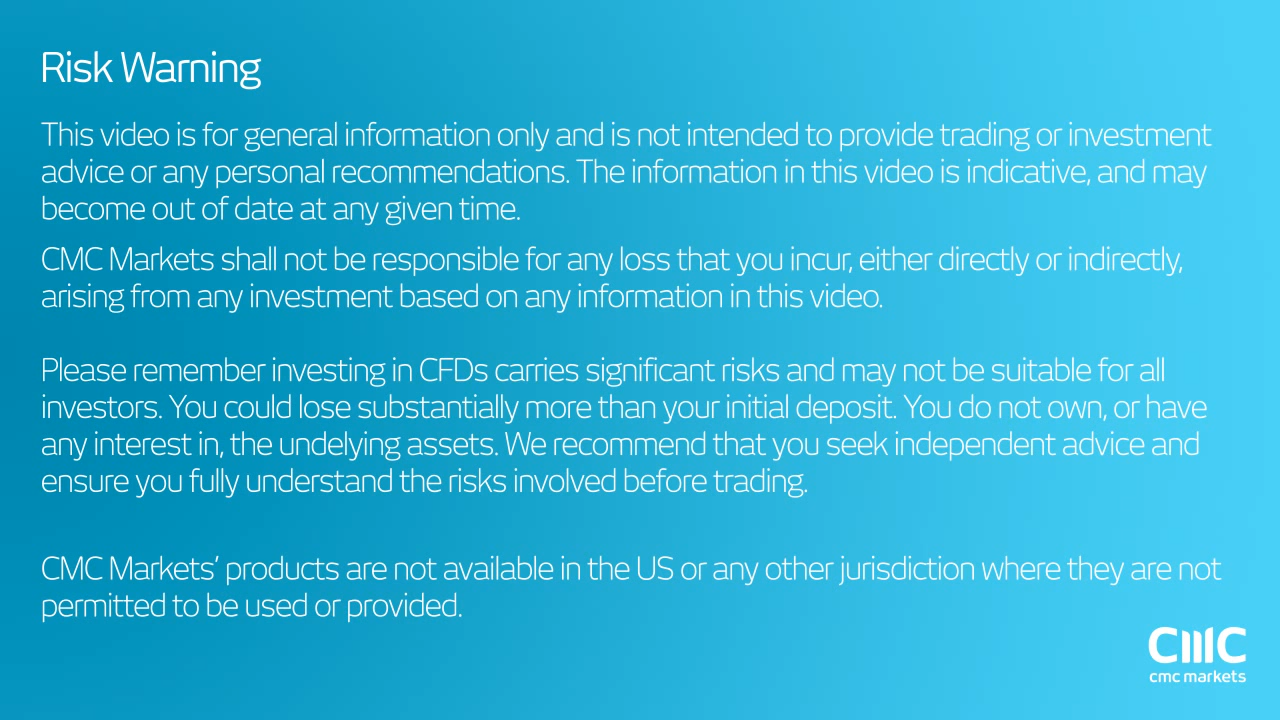 Risk Warning
This video is for general information only and is not intended to provide trading or investment
advice or any personal recommendations. The information in this video is indicative, and may
become out of date at any given time.
CMC Markets shall not be responsible for any loss that you incur, either directly or indirectly,
arising from any investment based on any information in this video.
Please remember investing in CFDs carries significant risks and may not be suitable for all
investors. You could lose substantially more than your initial deposit. You do not own, or have
any interest in, the undelying assets. We recommend that you seek independent advice and
ensure you fully understand the risks involved before trading.
CMC Markets’ products are not available in the US or any other jurisdiction where they are not
permitted to be used or provided.
CMC
cmc markets